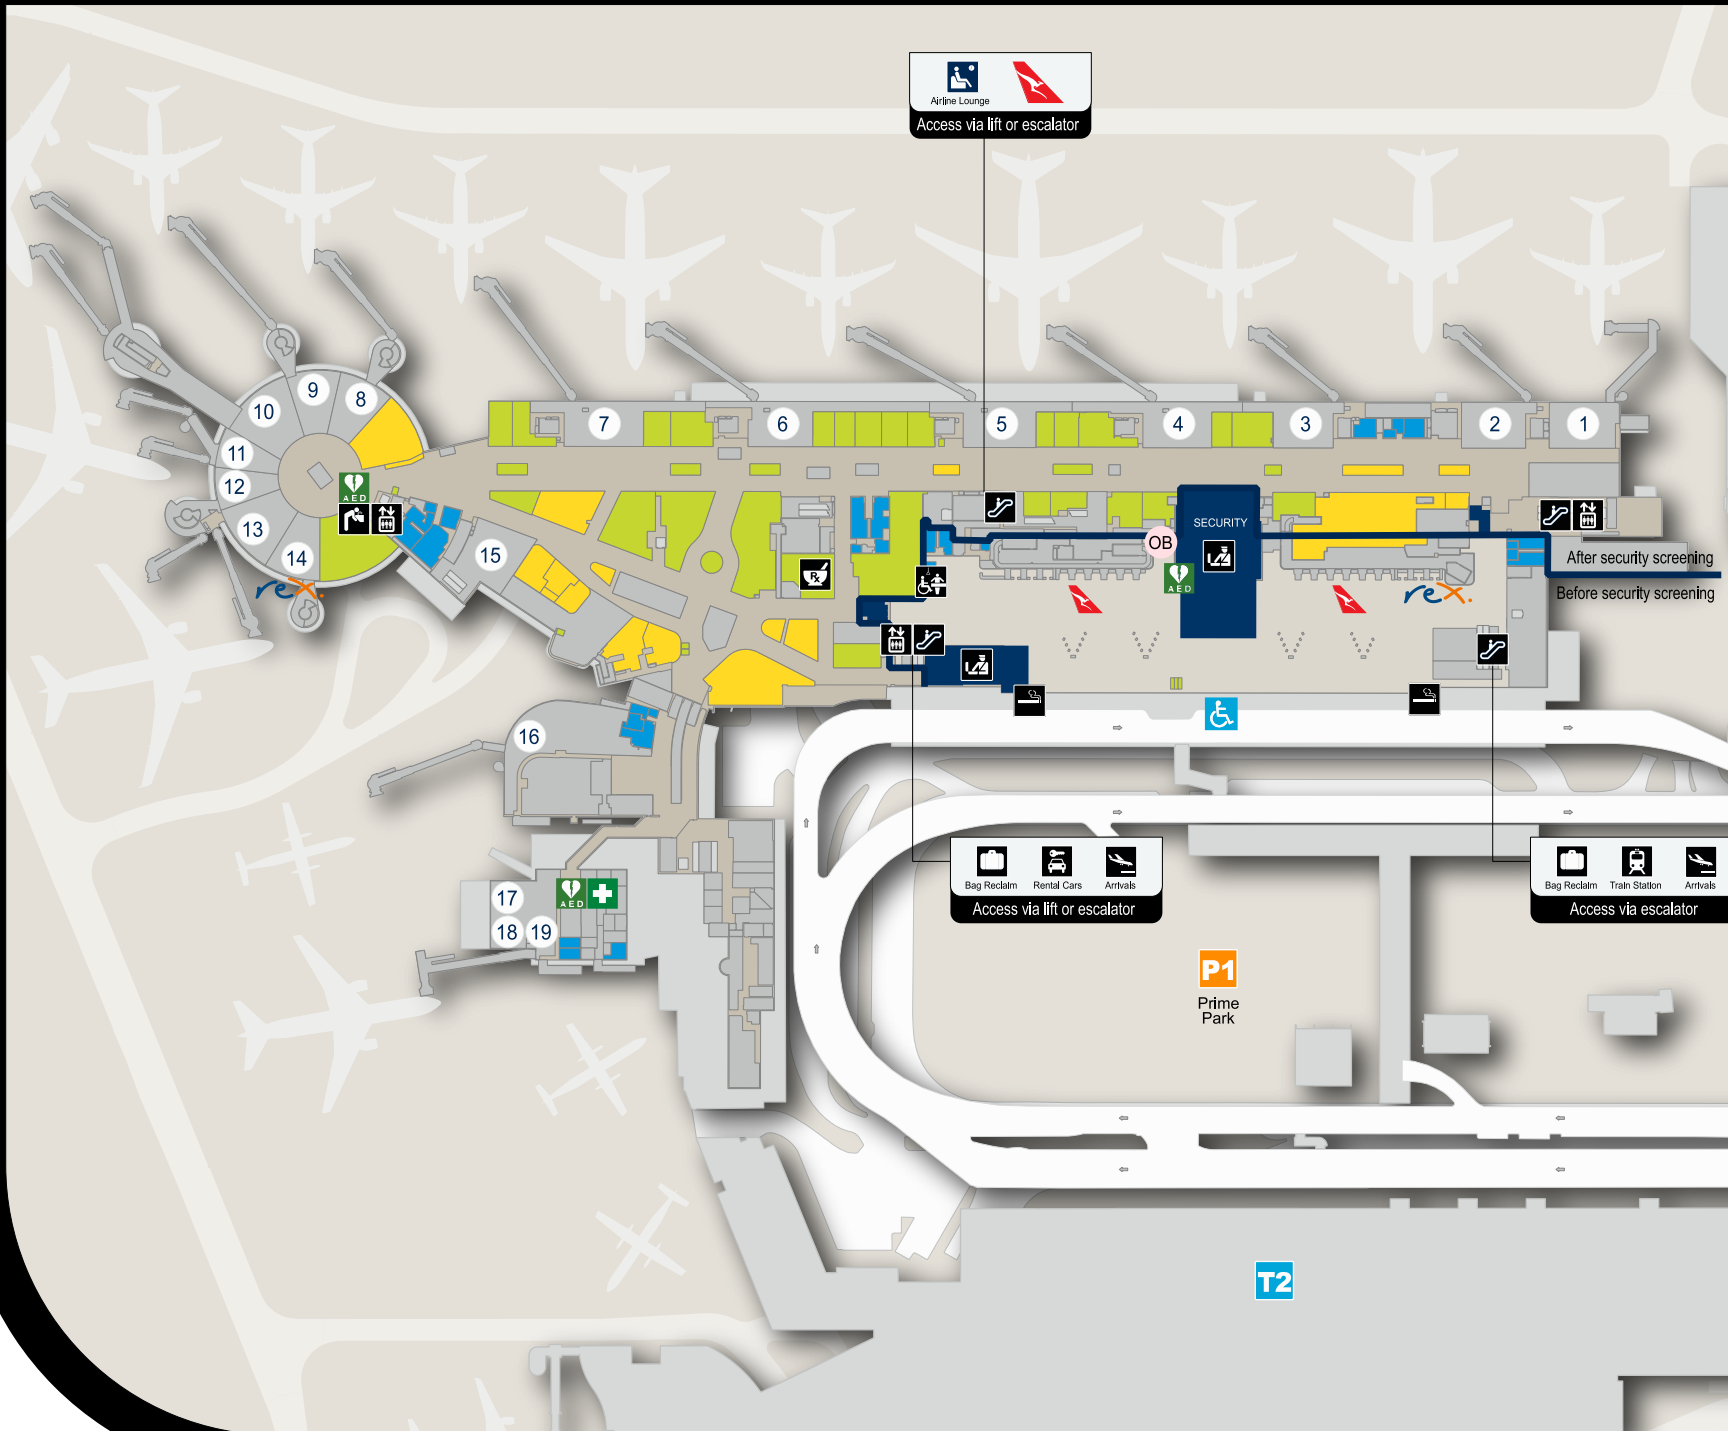 Airline Lounge
Access via lift or escalator
9
8
10
11
12
13
14
15
7
6
5
4
3
2
1
AED
rex.
Rx
SECURITY
OB
AED
rex.
After security screening
Before security screening
16
17
18
19
AED
Bag Reclaim
Rental Cars
Arrivals
Access via lift or escalator
Bag Reclaim
Train Station
Arrivals
Access via escalator
P1
Prime
Park
T2